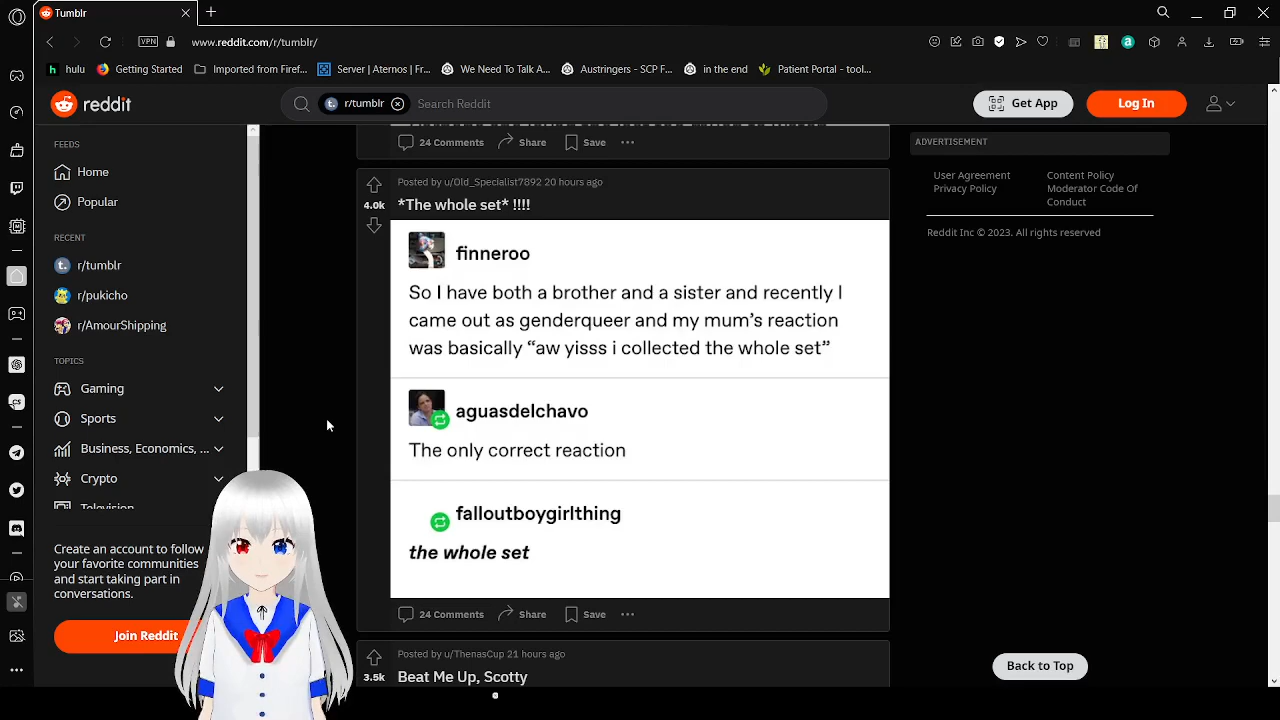 Tumblr
www.reddit.com/r/tumblr/
VPN
hulu
Getting Started
Imported from Firef...
Server | Aternos | Fr...
We Need To Talk A...
Austringers - SCP F...
in the end
Patient Portal - tool...
reddit
r/tumblr
Search Reddit
Get App
Log In
FEEDS
Home
Popular
RECENT
r/tumblr
r/pukicho
r/AmourShipping
TOPICS
Gaming
Sports
Business, Economics, ...
Crypto
Television
Create an account to follow
your favorite communities
and start taking part in
conversations.
Join Reddit
24 Comments
Share
Save
Posted by u/Old_Specialist7892 20 hours ago
4.0k
*The whole set* !!!!
finneroo
So I have both a brother and a sister and recently I
came out as genderqueer and my mum’s reaction
was basically “aw yisss i collected the whole set”
aguasdelchavo
The only correct reaction
falloutboygirlthing
the whole set
24 Comments
Share
Save
Posted by u/ThenasCup 21 hours ago
3.5k
Beat Me Up, Scotty
ADVERTISEMENT
User Agreement
Privacy Policy
Content Policy
Moderator Code Of
Conduct
Reddit Inc © 2023. All rights reserved
Back to Top